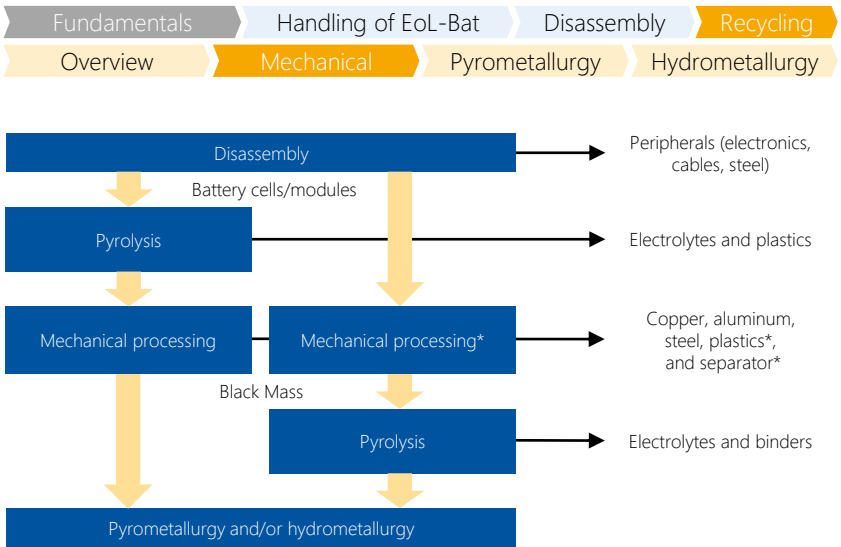 Fundamentals
Handling of EoL-Bat
Disassembly
Recycling
Overview
Mechanical
Pyrometallurgy
Hydrometallurgy
Disassembly
Peripherals (electronics,
cables, steel)
Battery cells/modules
Pyrolysis
Electrolytes and plastics
Mechanical processing
Mechanical processing*
Copper, aluminum,
steel, plastics*,
and separator*
Black Mass
Pyrolysis
Electrolytes and binders
Pyrometallurgy and/or hydrometallurgy